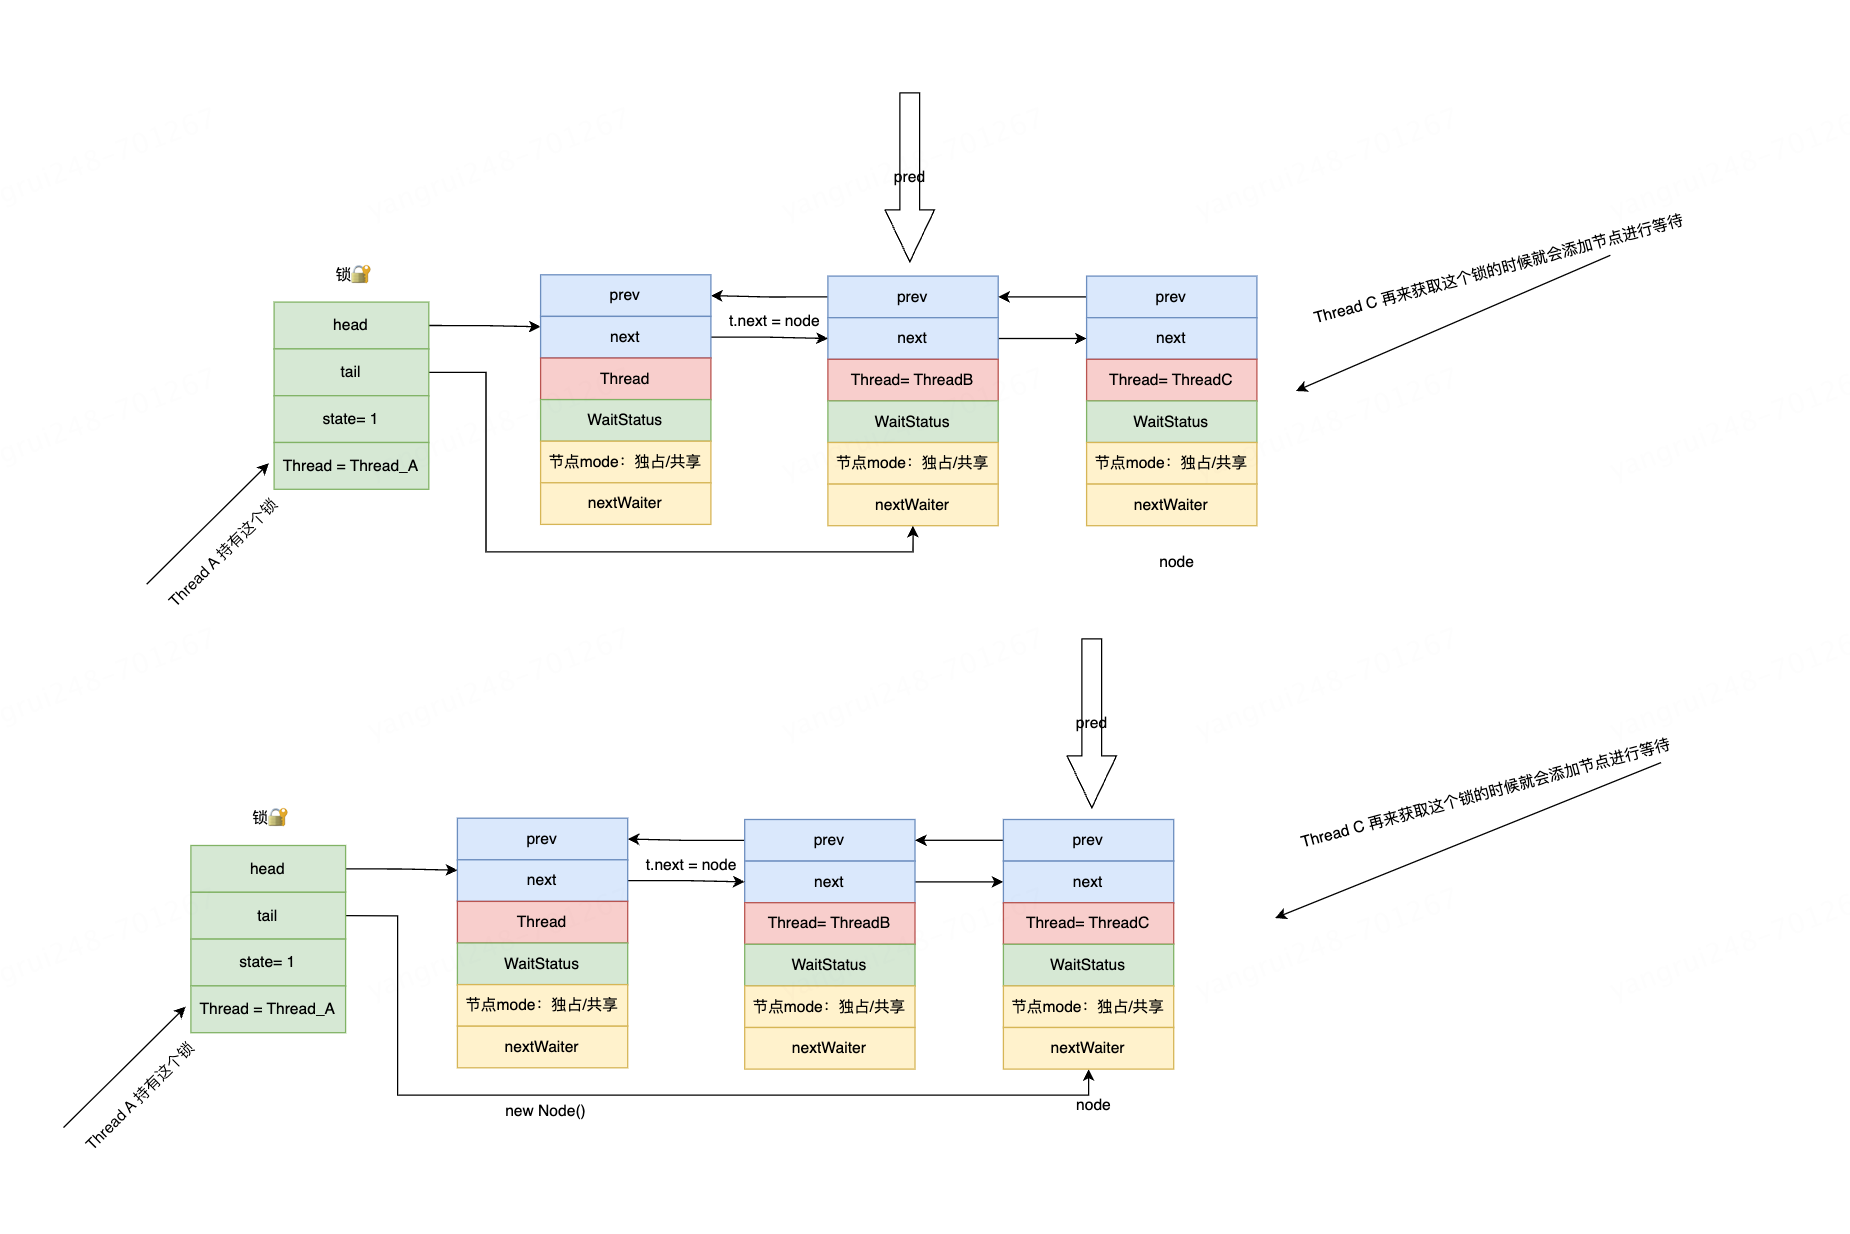 pred
Thread C 再来获取这个锁的时候就会添加节点进行等待
锁🔐
head
tail
state= 1
Thread = Thread_A
Thread A 持有这个锁
prev
next
Thread
WaitStatus
节点mode：独占/共享
nextWaiter
t.next = node
prev
next
Thread= ThreadB
WaitStatus
节点mode：独占/共享
nextWaiter
prev
next
Thread= ThreadC
WaitStatus
节点mode：独占/共享
nextWaiter
node
pred
Thread C 再来获取这个锁的时候就会添加节点进行等待
锁🔐
head
tail
state= 1
Thread = Thread_A
Thread A 持有这个锁
prev
next
Thread
WaitStatus
节点mode：独占/共享
nextWaiter
t.next = node
prev
next
Thread= ThreadB
WaitStatus
节点mode：独占/共享
nextWaiter
prev
next
Thread= ThreadC
WaitStatus
节点mode：独占/共享
nextWaiter
new Node()
node